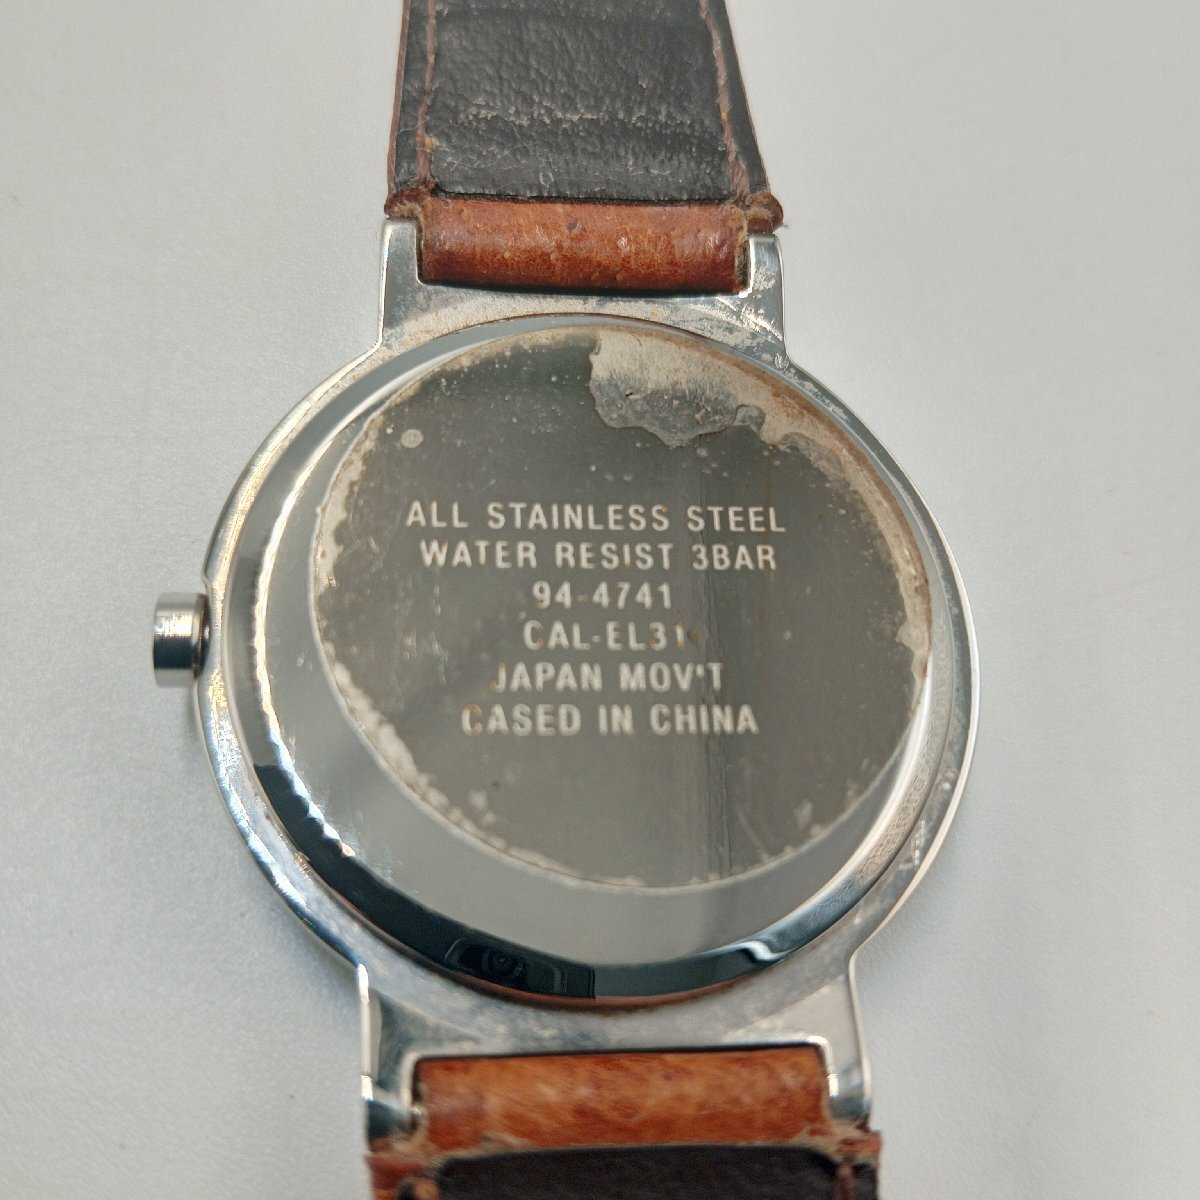 ALL STAINLESS STEEL
WATER RESIST 3BAR
94-4741
CAL-EL31
JAPAN MOV'T
CASED IN CHINA